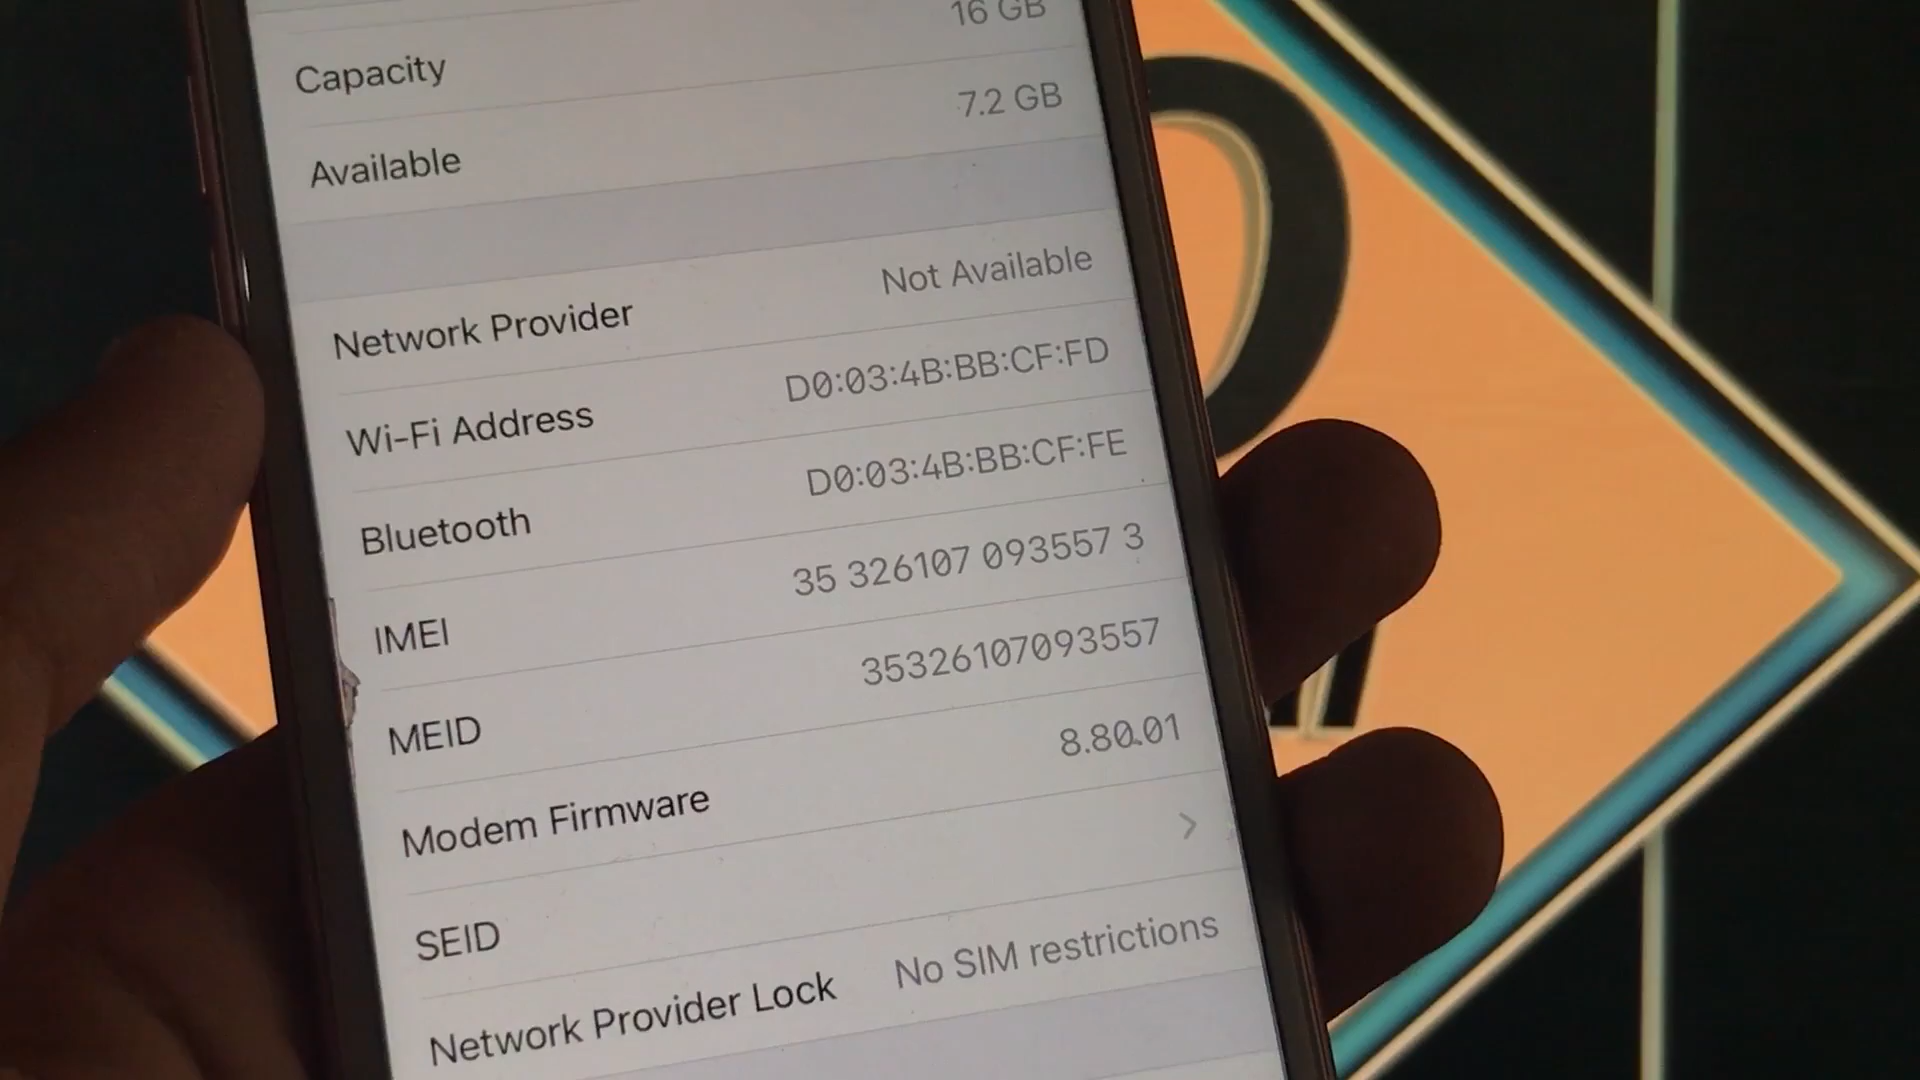 Capacity 16 GB
Available 7.2 GB
Network Provider Not Available
Wi-Fi Address D0:03:4B:BB:CF:FD
Bluetooth D0:03:4B:BB:CF:FE
IMEI 35 326107 093557 3
MEID 35326107093557
Modem Firmware 8.80.01
SEID >
Network Provider Lock No SIM restrictions